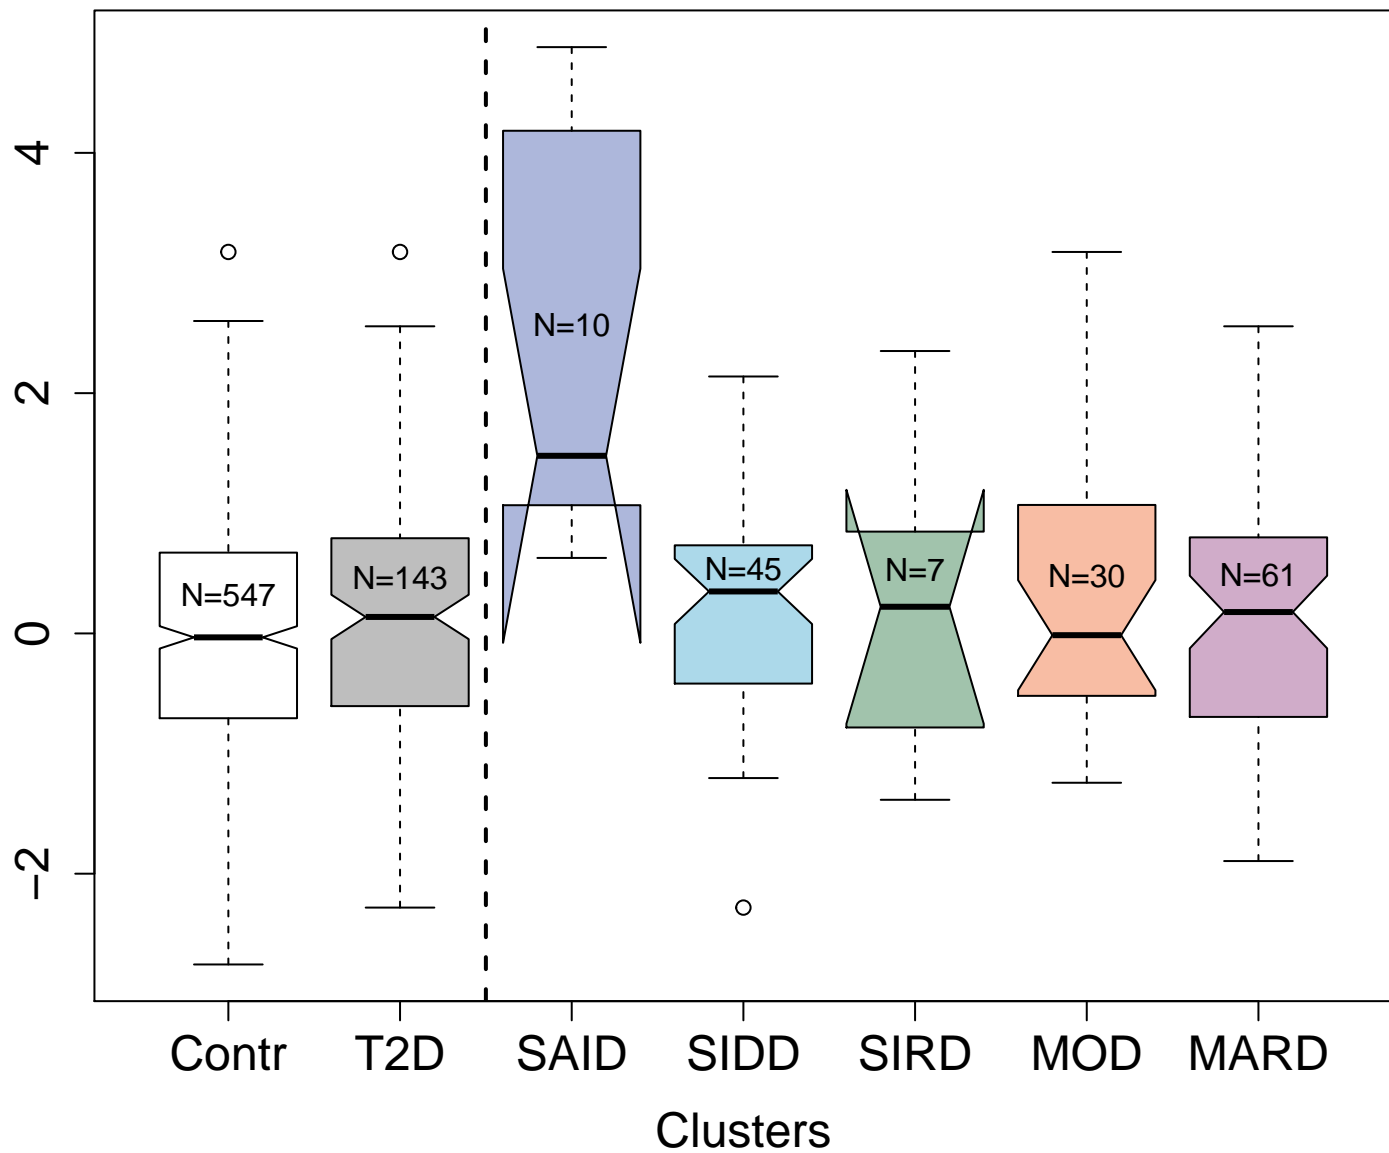 4
2
0
−2
N=547
N=143
N=10
N=45
N=7
N=30
N=61
Contr T2D SAID SIDD SIRD MOD MARD
Clusters